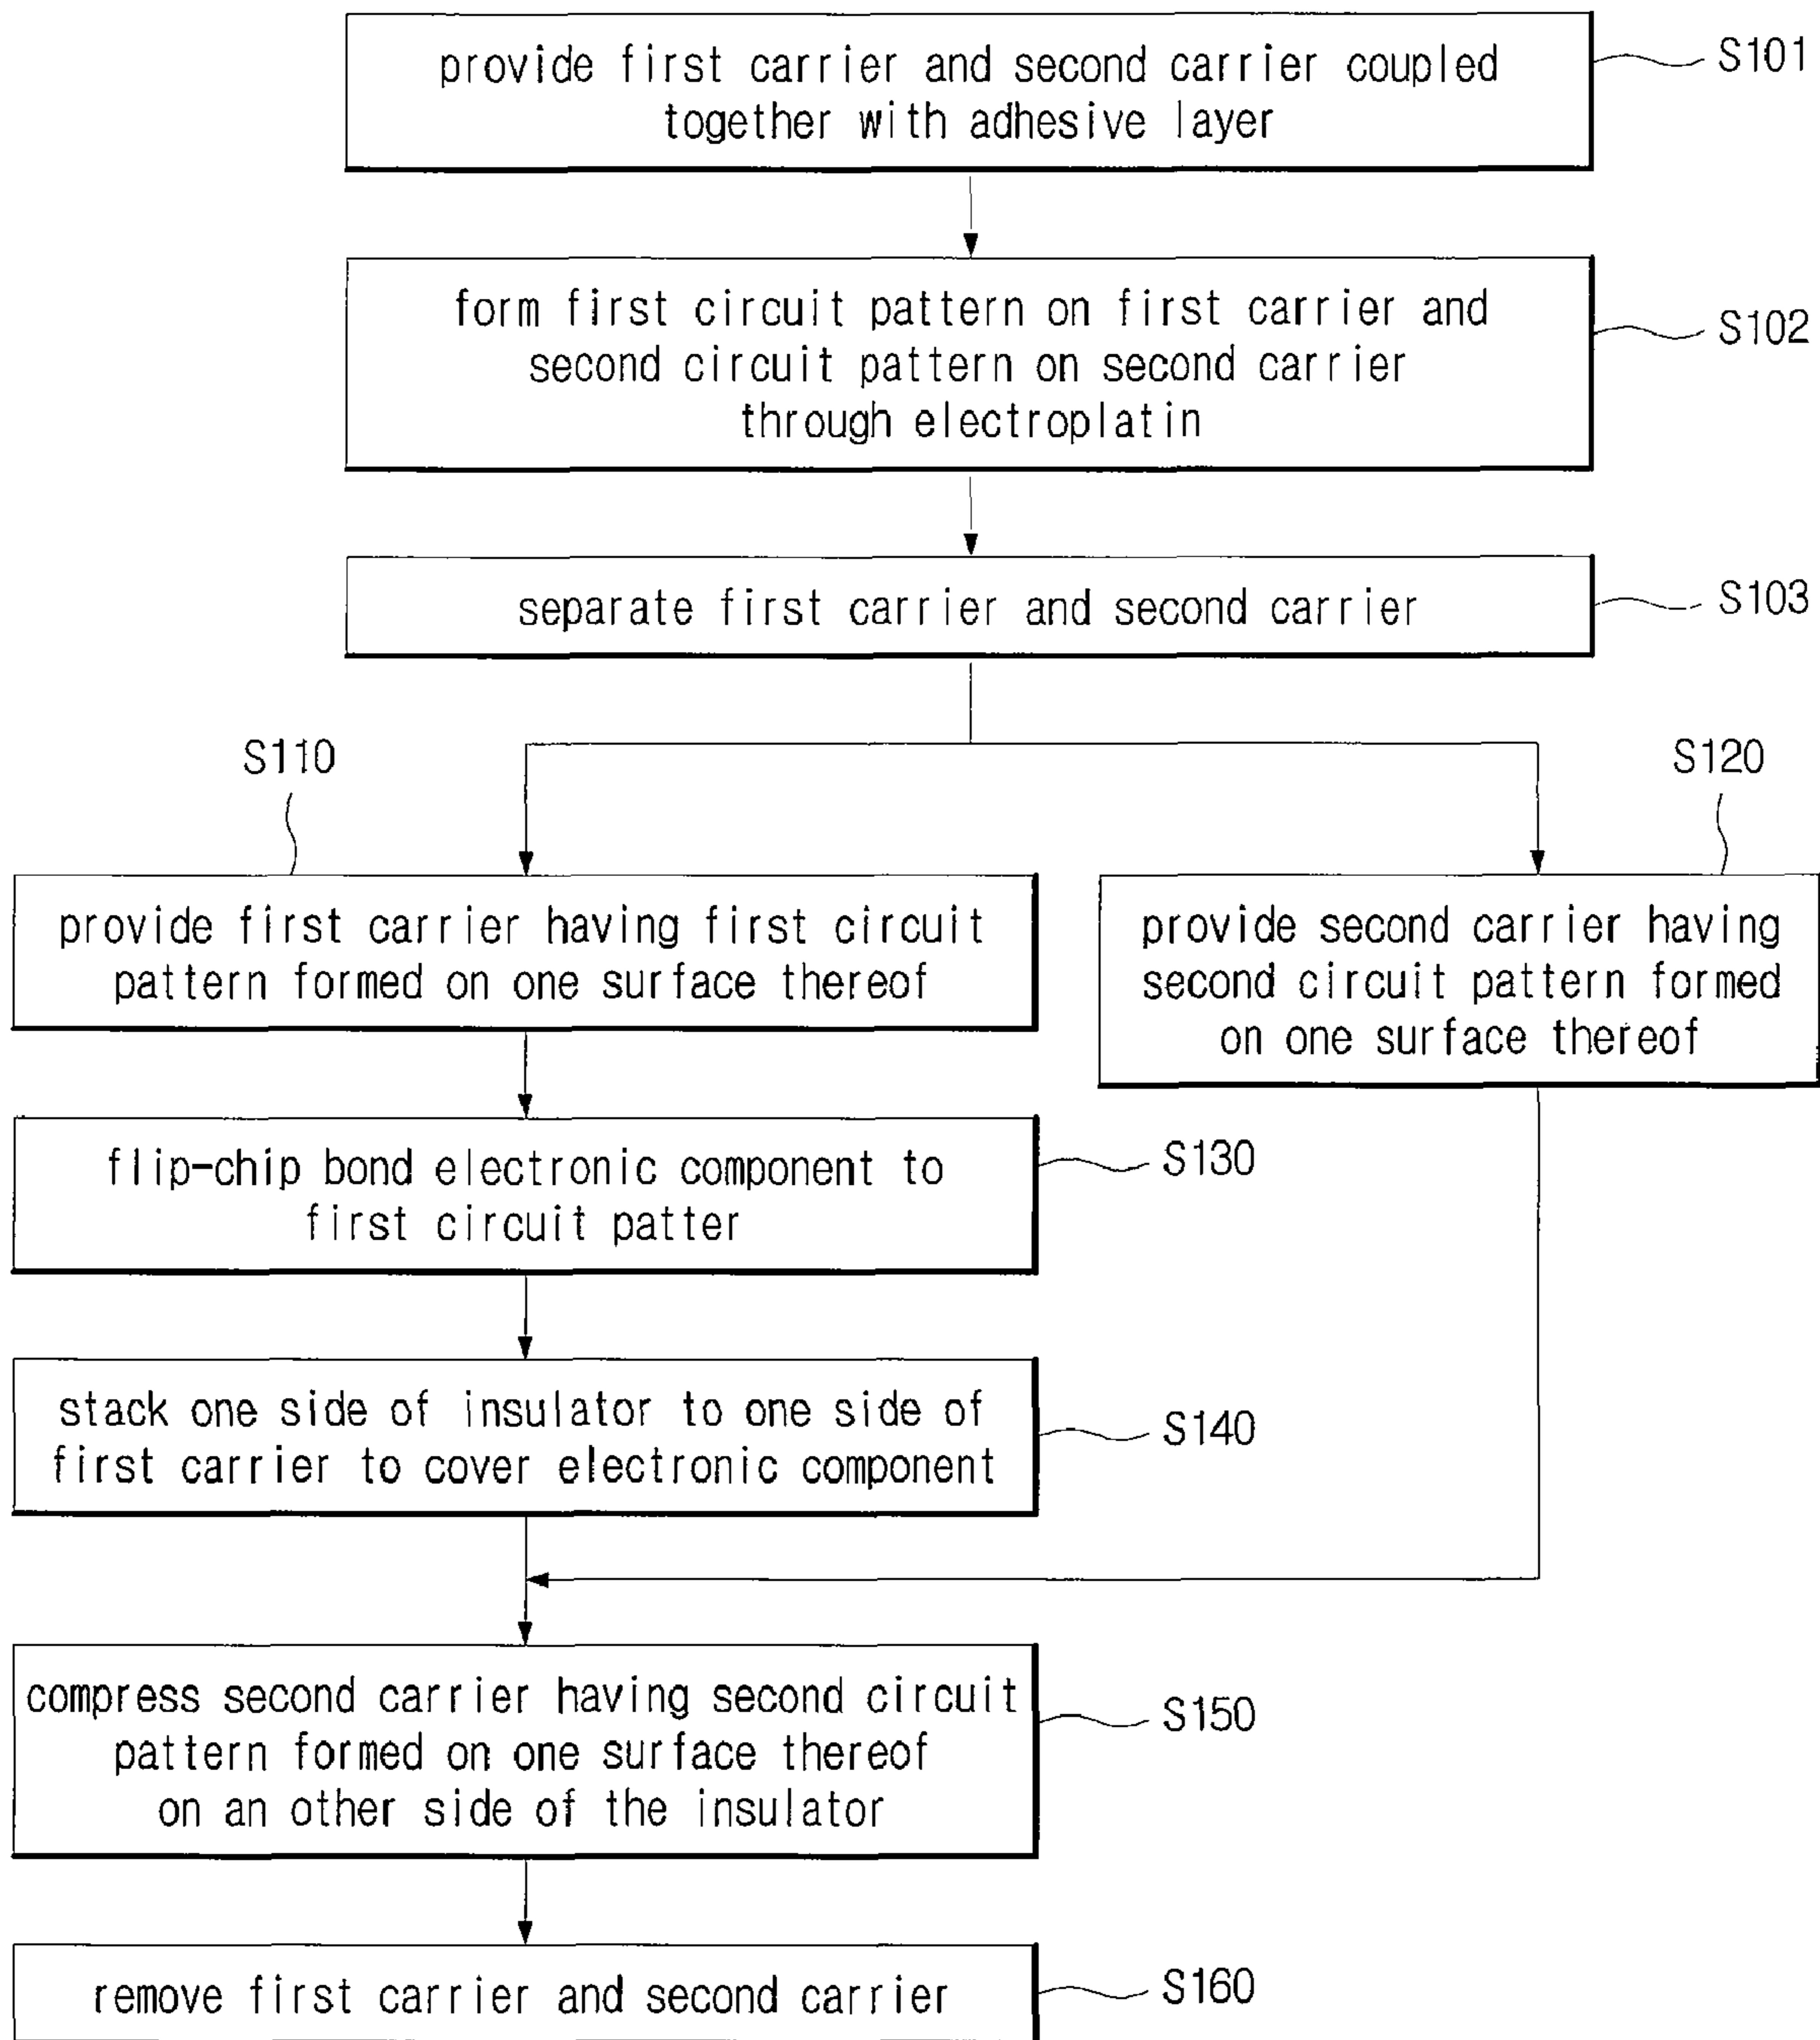 provide first carrier and second carrier coupled
together with adhesive layer
S101
form first circuit pattern on first carrier and
second circuit pattern on second carrier
through electroplatin
S102
separate first carrier and second carrier
S103
S110
S120
provide first carrier having first circuit
pattern formed on one surface thereof
provide second carrier having
second circuit pattern formed
on one surface thereof
flip-chip bond electronic component to
first circuit patter
S130
stack one side of insulator to one side of
first carrier to cover electronic component
S140
compress second carrier having second circuit
pattern formed on one surface thereof
on an other side of the insulator
S150
remove first carrier and second carrier
S160